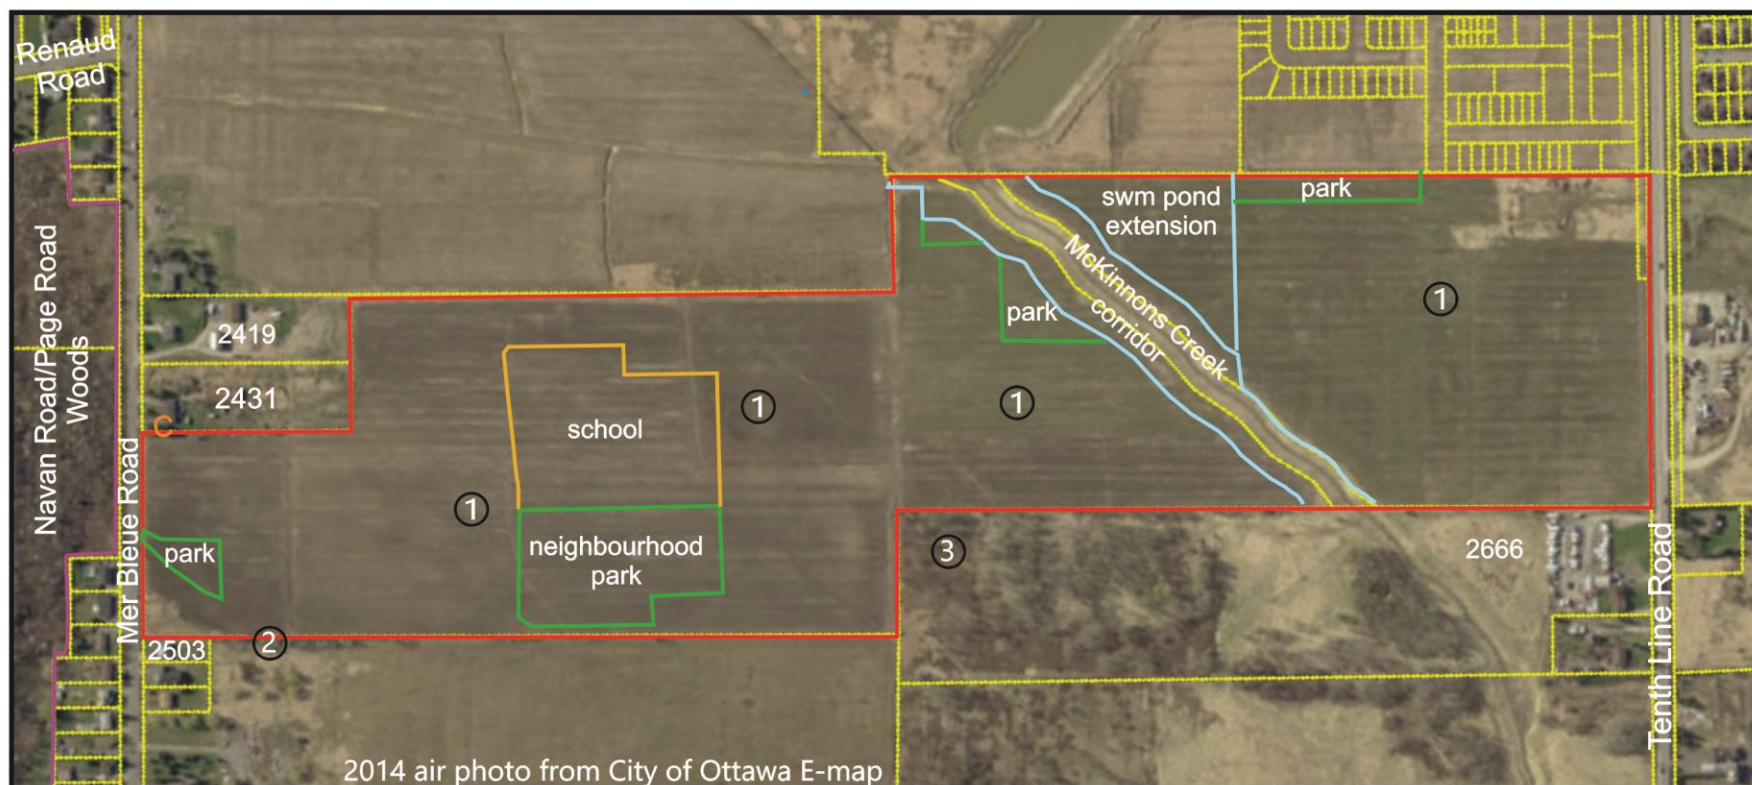 Renaud
Road
swm pond
extension
park
Navan Road/Page Road
Woods
2419
2431
C
Mer Bleue Road
school
1
1
1
1
park
McKinnons Creek
corridor
park
neighbourhood
park
3
2666
2503
2
Tenth Line Road
2014 air photo from City of Ottawa E-map